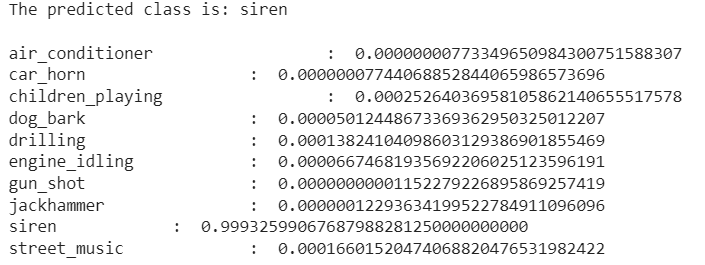 The predicted class is: siren
air_conditioner : 0.00000000773349650984300751588307
car_horn : 0.00000007744068852844065986573696
children_playing : 0.00025264036958105862140655517578
dog_bark : 0.00005012448673369362950325012207
drilling : 0.00013824104098603129386901855469
engine_idling : 0.00006674681935692206025123596191
gun_shot : 0.00000000001152279226895869257419
jackhammer : 0.00000012293634199522784911096096
siren : 0.99932599067687988281250000000000
street_music : 0.00016601520474068820476531982422